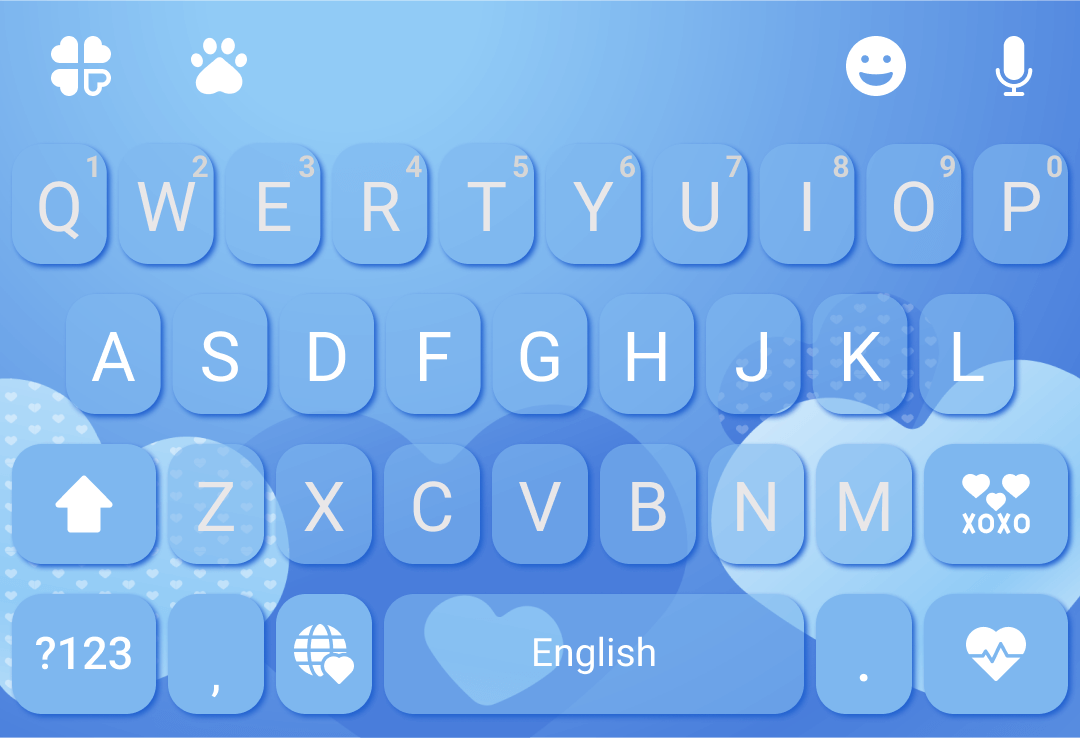 1 2 3 4 5 6 7 8 9 0
Q W E R T Y U I O P
A S D F G H J K L
Z X C V B N M XOXO
?123 , English .